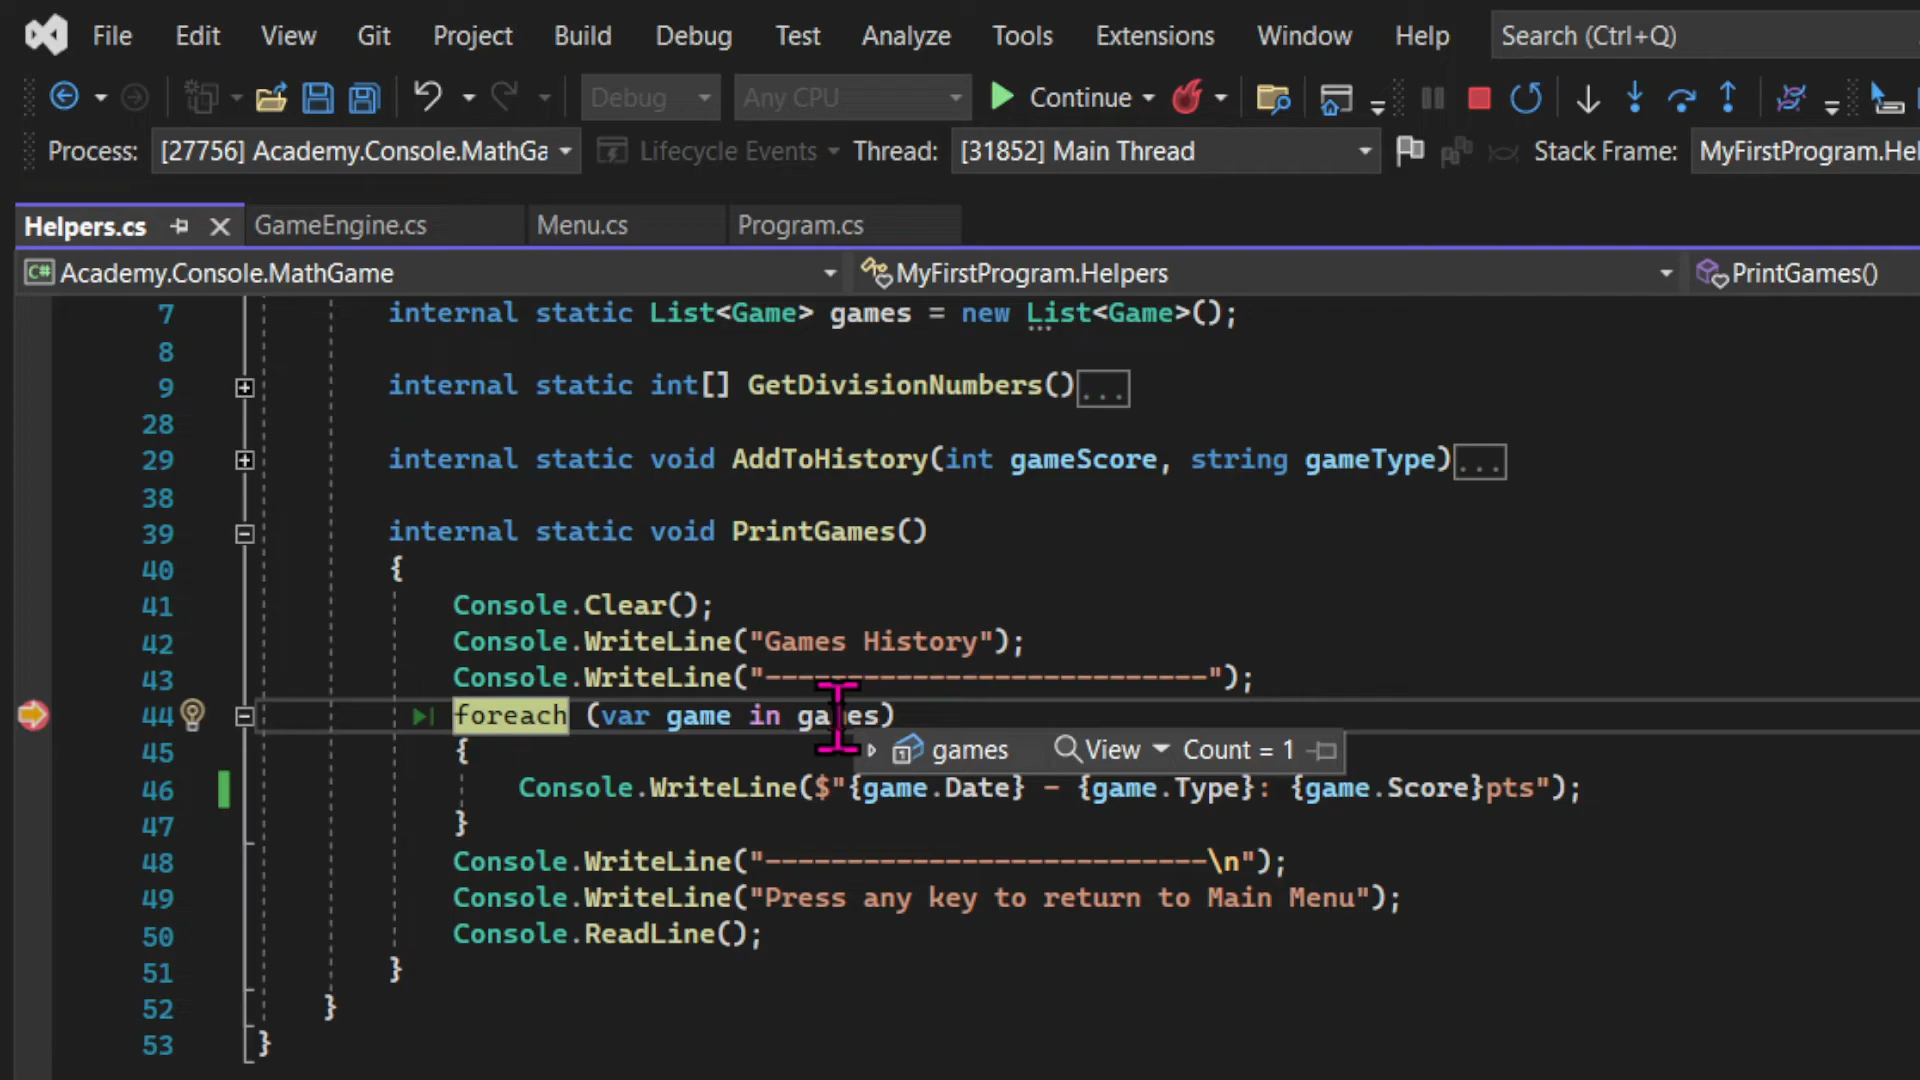 File Edit View Git Project Build Debug Test Analyze Tools Extensions Window Help Search (Ctrl+Q)
Debug Any CPU Continue
Process: [27756] Academy.Console.MathGa Lifecycle Events Thread: [31852] Main Thread Stack Frame: MyFirstProgram.Hel
Helpers.cs GameEngine.cs Menu.cs Program.cs
C# Academy.Console.MathGame MyFirstProgram.Helpers PrintGames()
7 internal static List<Game> games = new List<Game>();
8
9 internal static int[] GetDivisionNumbers()...
28
29 internal static void AddToHistory(int gameScore, string gameType)...
38
39 internal static void PrintGames()
40 {
41 Console.Clear();
42 Console.WriteLine("Games History");
43 Console.WriteLine("---------------------------");
44 foreach (var game in games)
45 {
games View Count = 1
46 Console.WriteLine($"{game.Date} - {game.Type}: {game.Score}pts");
47 }
48 Console.WriteLine("---------------------------\n");
49 Console.WriteLine("Press any key to return to Main Menu");
50 Console.ReadLine();
51 }
52 }
53 }